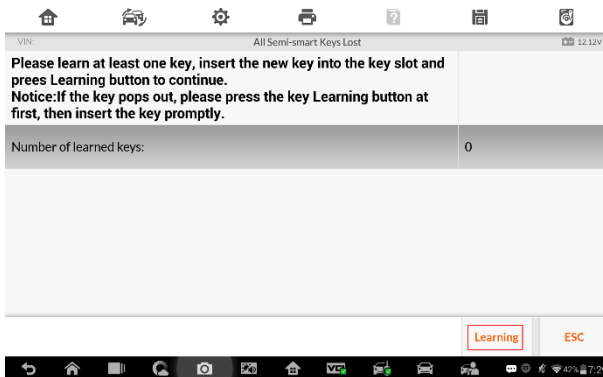 VIN:
All Semi-smart Keys Lost
12.12V
Please learn at least one key, insert the new key into the key slot and
prees Learning button to continue.
Notice:If the key pops out, please press the key Learning button at
first, then insert the key promptly.
Number of learned keys:
0
Learning
ESC
VCI
42%